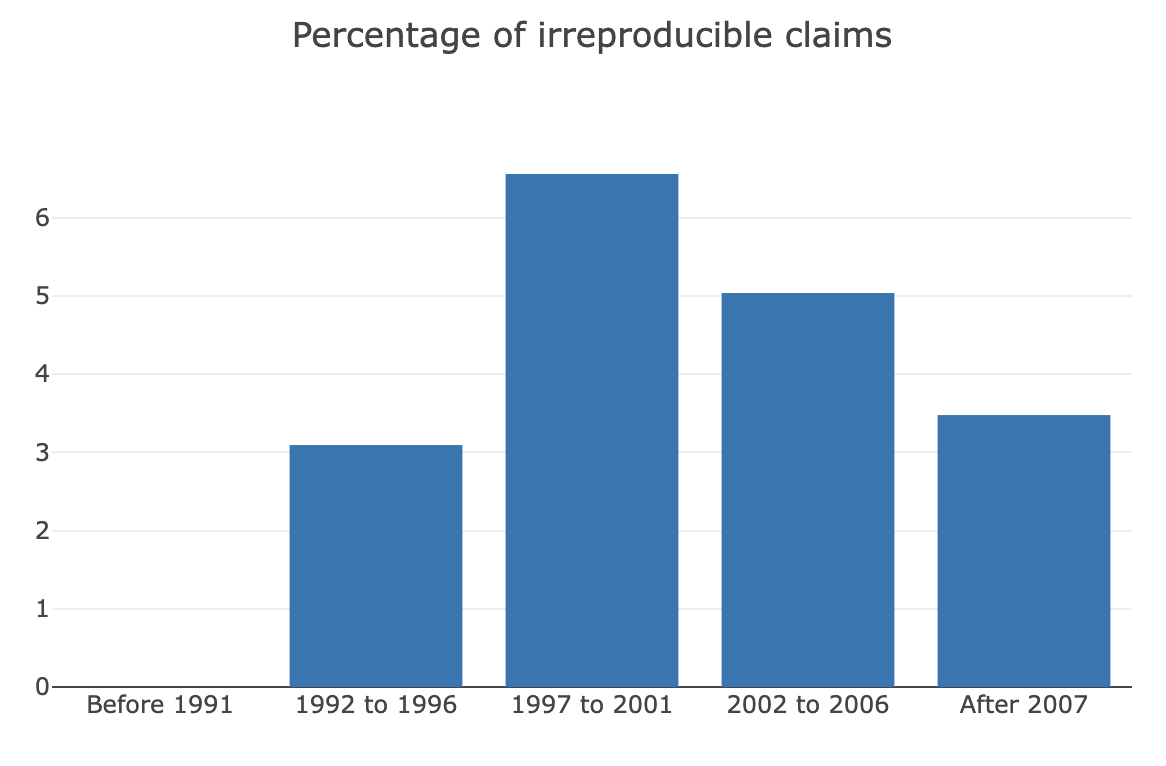 Percentage of irreproducible claims
6
5
4
3
2
1
0
Before 1991
1992 to 1996
1997 to 2001
2002 to 2006
After 2007